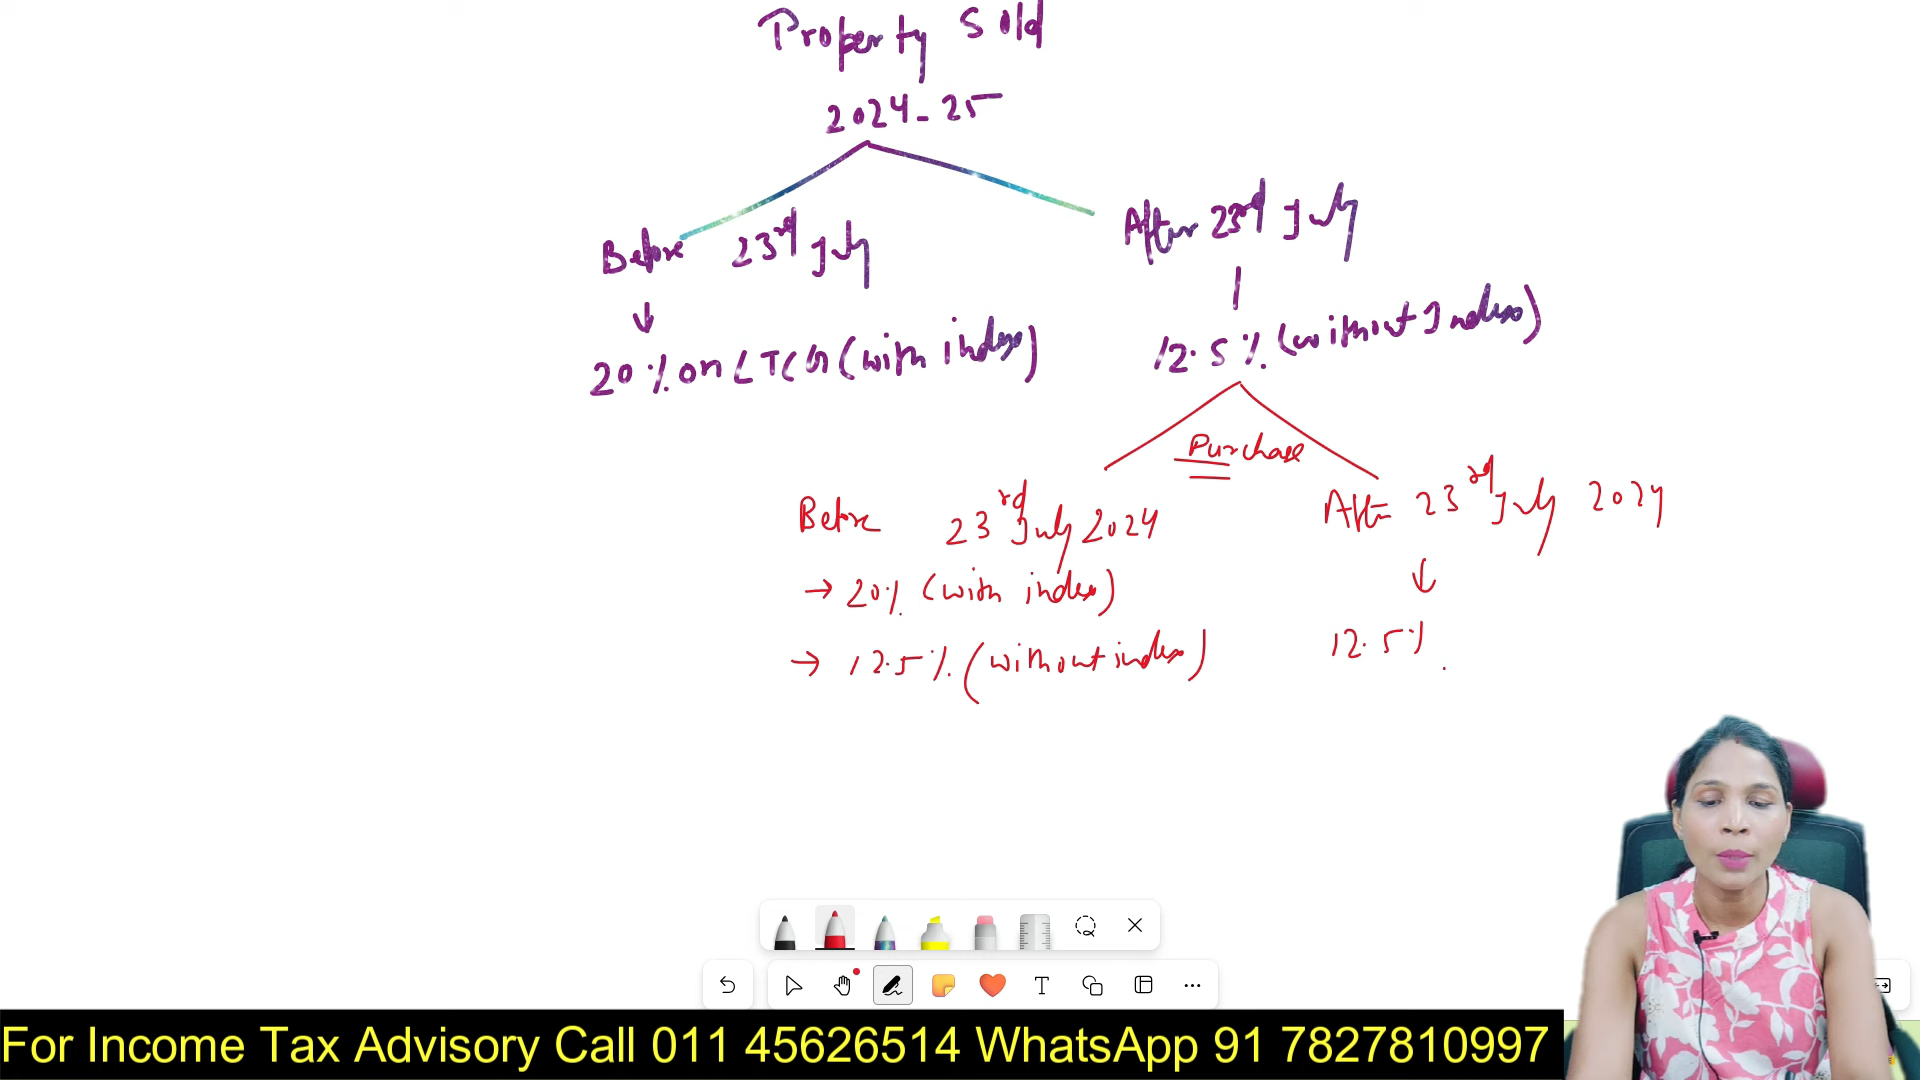 Property Sold
2024-25
Before 23rd July
After 23rd July
↓
20% on LTCG (with index)
12.5% (without Index)
Purchase
Before 23rd July 2024
After 23rd July 2024
→ 20% (with index)
↓
→ 12.5% (without index)
12.5%
For Income Tax Advisory Call 011 45626514 WhatsApp 91 7827810997